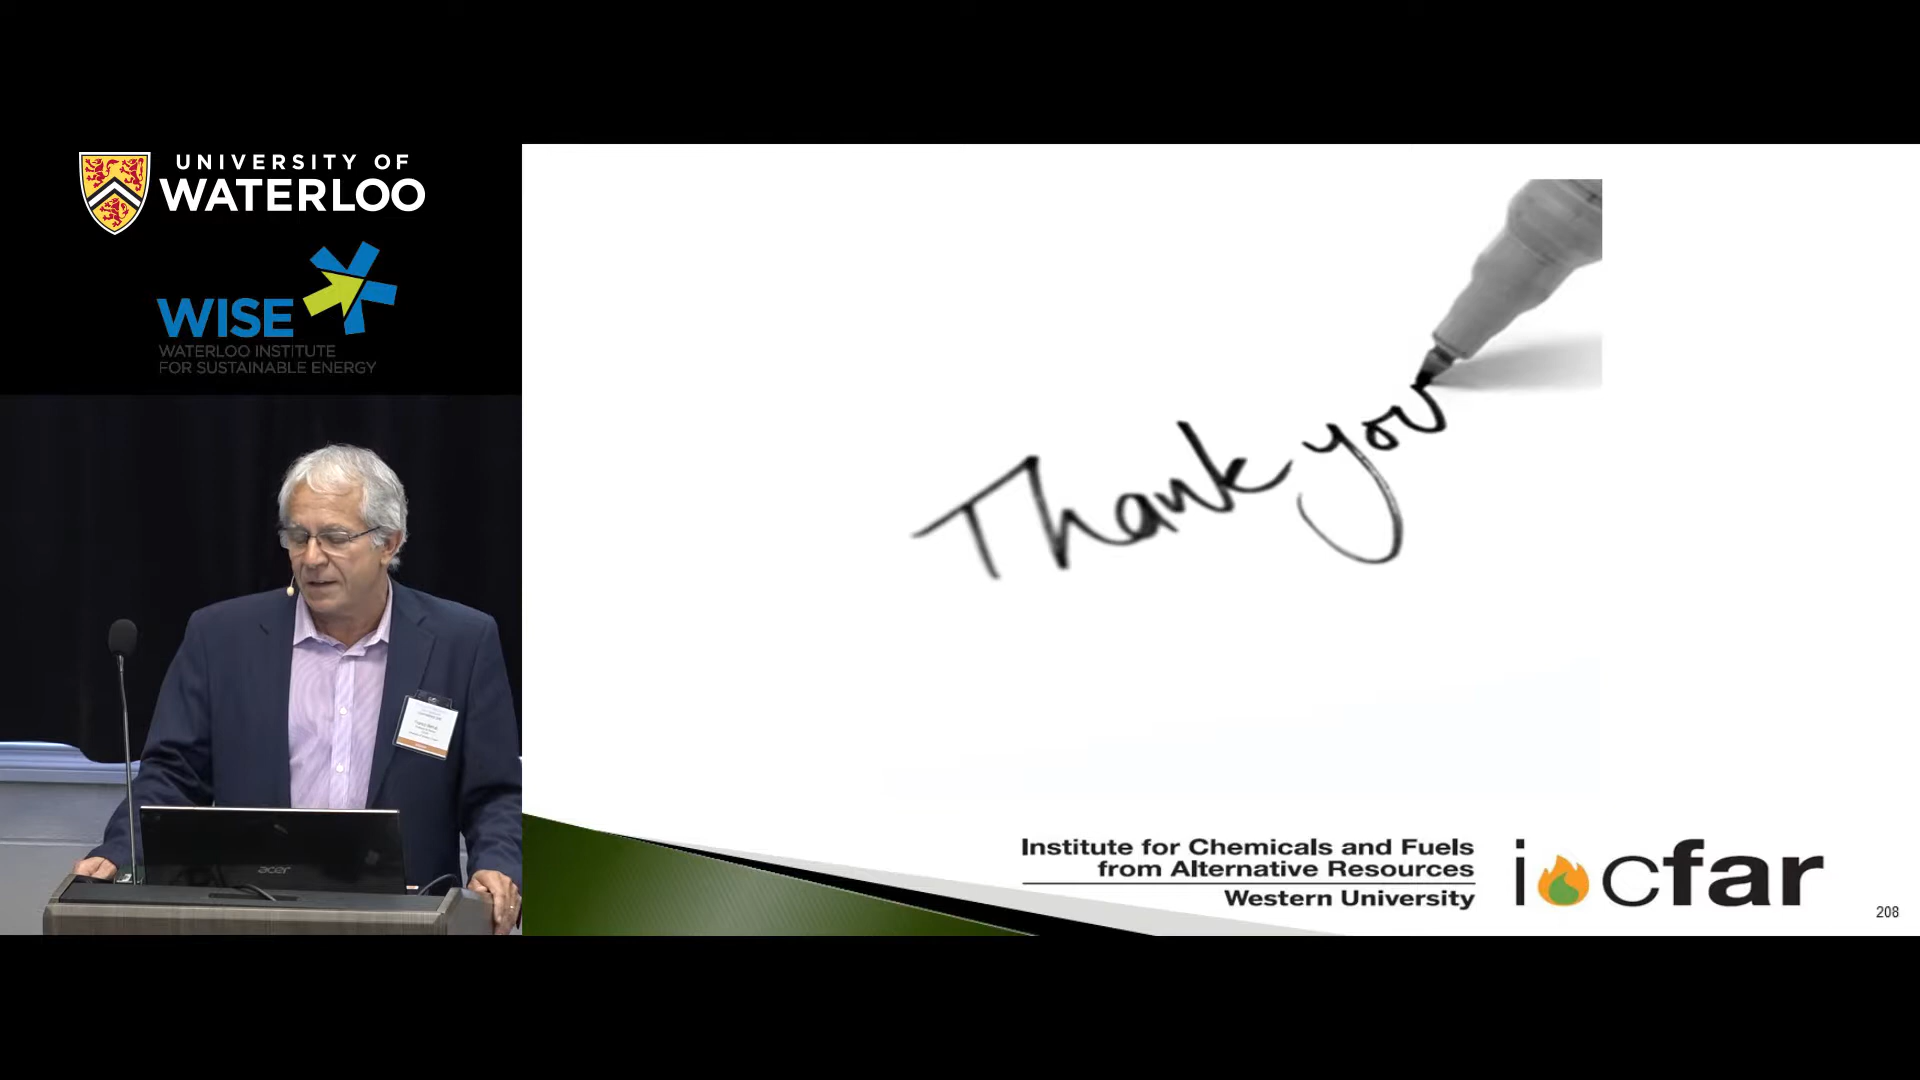 UNIVERSITY OF
WATERLOO
WISE
WATERLOO INSTITUTE
FOR SUSTAINABLE ENERGY
acer
Thank you
Institute for Chemicals and Fuels
from Alternative Resources
Western University
icfar
208